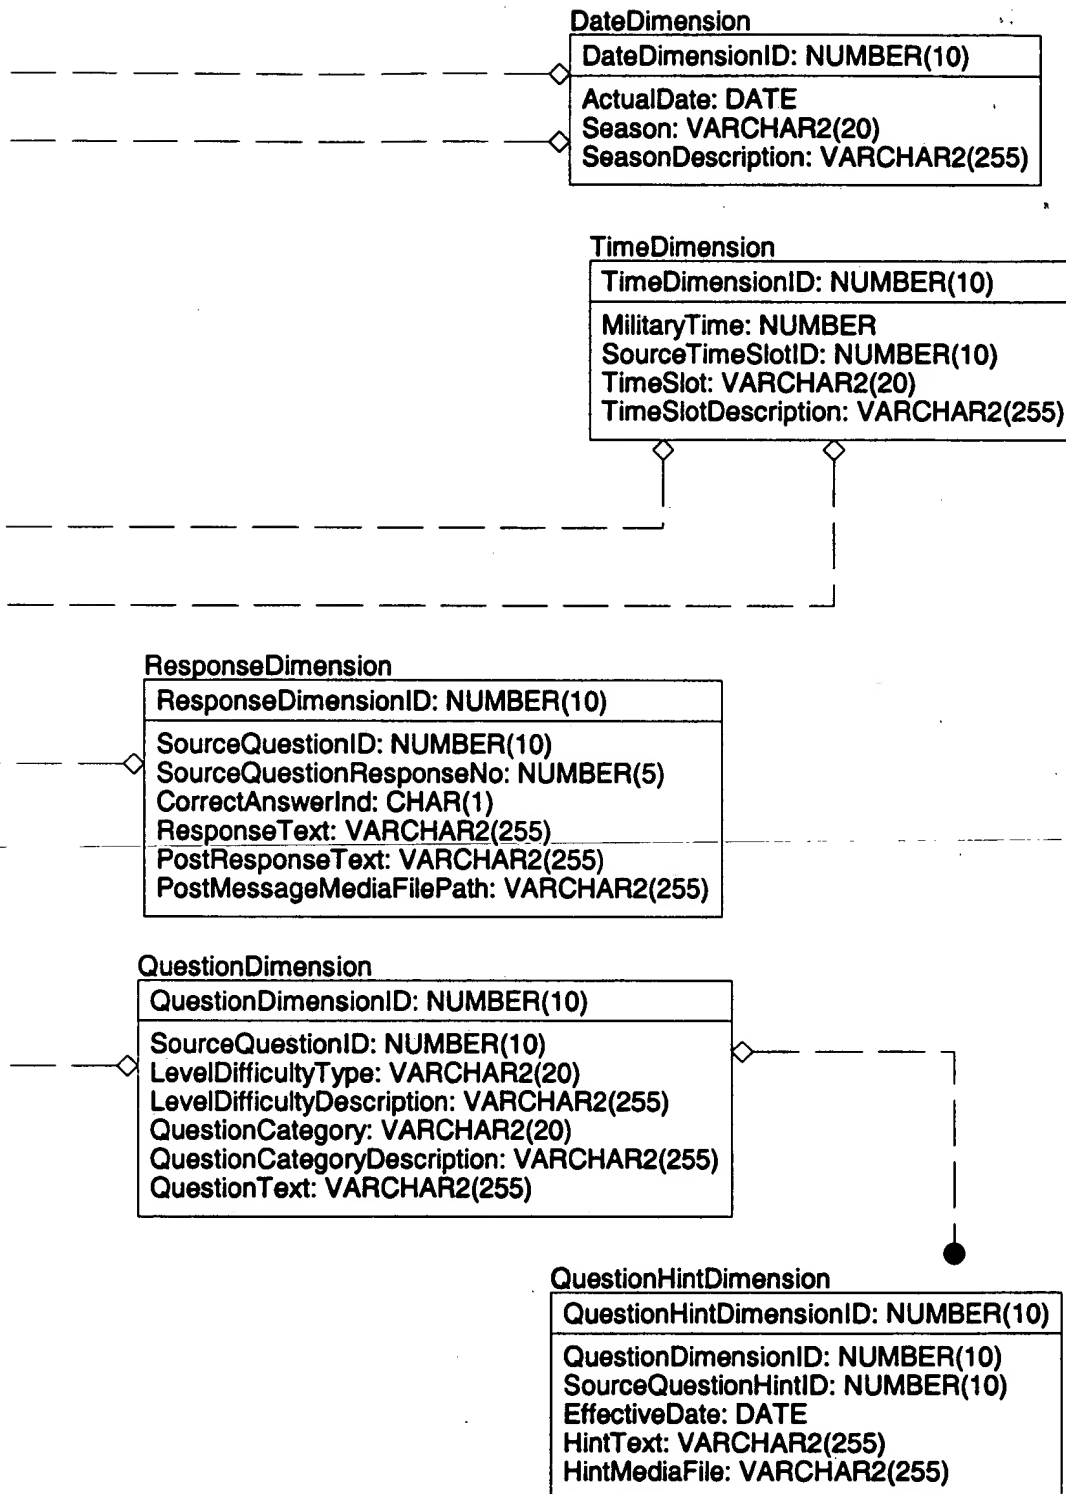 DateDimension
DateDimensionID: NUMBER(10)
ActualDate: DATE
Season: VARCHAR2(20)
SeasonDescription: VARCHAR2(255)
TimeDimension
TimeDimensionID: NUMBER(10)
MilitaryTime: NUMBER
SourceTimeSlotID: NUMBER(10)
TimeSlot: VARCHAR2(20)
TimeSlotDescription: VARCHAR2(255)
ResponseDimension
ResponseDimensionID: NUMBER(10)
SourceQuestionID: NUMBER(10)
SourceQuestionResponseNo: NUMBER(5)
CorrectAnswerInd: CHAR(1)
ResponseText: VARCHAR2(255)
PostResponseText: VARCHAR2(255)
PostMessageMediaFilePath: VARCHAR2(255)
QuestionDimension
QuestionDimensionID: NUMBER(10)
SourceQuestionID: NUMBER(10)
LevelDifficultyType: VARCHAR2(20)
LevelDifficultyDescription: VARCHAR2(255)
QuestionCategory: VARCHAR2(20)
QuestionCategoryDescription: VARCHAR2(255)
QuestionText: VARCHAR2(255)
QuestionHintDimension
QuestionHintDimensionID: NUMBER(10)
QuestionDimensionID: NUMBER(10)
SourceQuestionHintID: NUMBER(10)
EffectiveDate: DATE
HintText: VARCHAR2(255)
HintMediaFile: VARCHAR2(255)